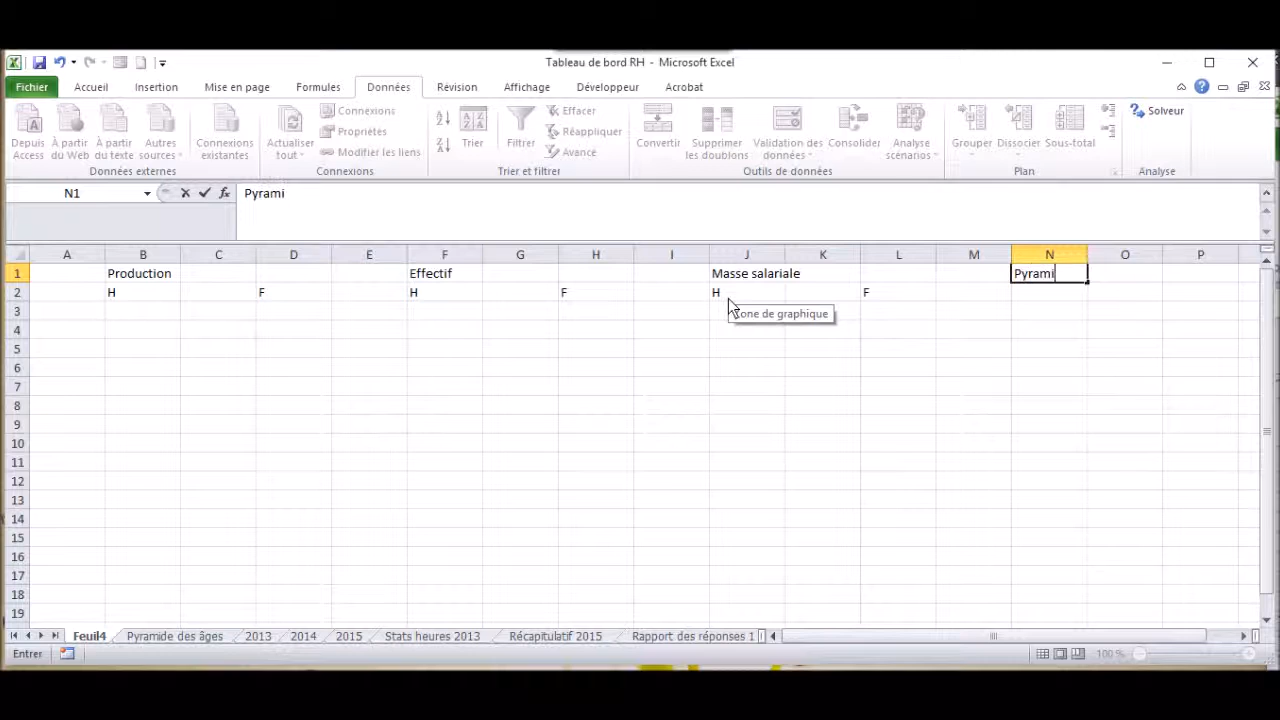 Tableau de bord RH - Microsoft Excel
Fichier Accueil Insertion Mise en page Formules Données Révision Affichage Développeur Acrobat
Depuis Access
À partir du Web
À partir du texte
Autres sources
Connexions existantes
Actualiser tout
Connexions
Propriétés
Modifier les liens
Trier
Filtrer
Effacer
Réappliquer
Avancé
Convertir
Supprimer les doublons
Validation des données
Consolider
Analyse scénarios
Grouper
Dissocier
Sous-total
Solveur
Données externes Connexions Trier et filtrer Outils de données Plan Analyse
N1 fx Pyrami
A B C D E F G H I J K L M N O P
1 Production Effectif Masse salariale Pyrami
2 H F H F H F
3 one de graphique
4
5
6
7
8
9
10
11
12
13
14
15
16
17
18
19
Feuil4 Pyramide des âges 2013 2014 2015 Stats heures 2013 Récapitulatif 2015 Rapport des réponses 1
Entrer 100 %